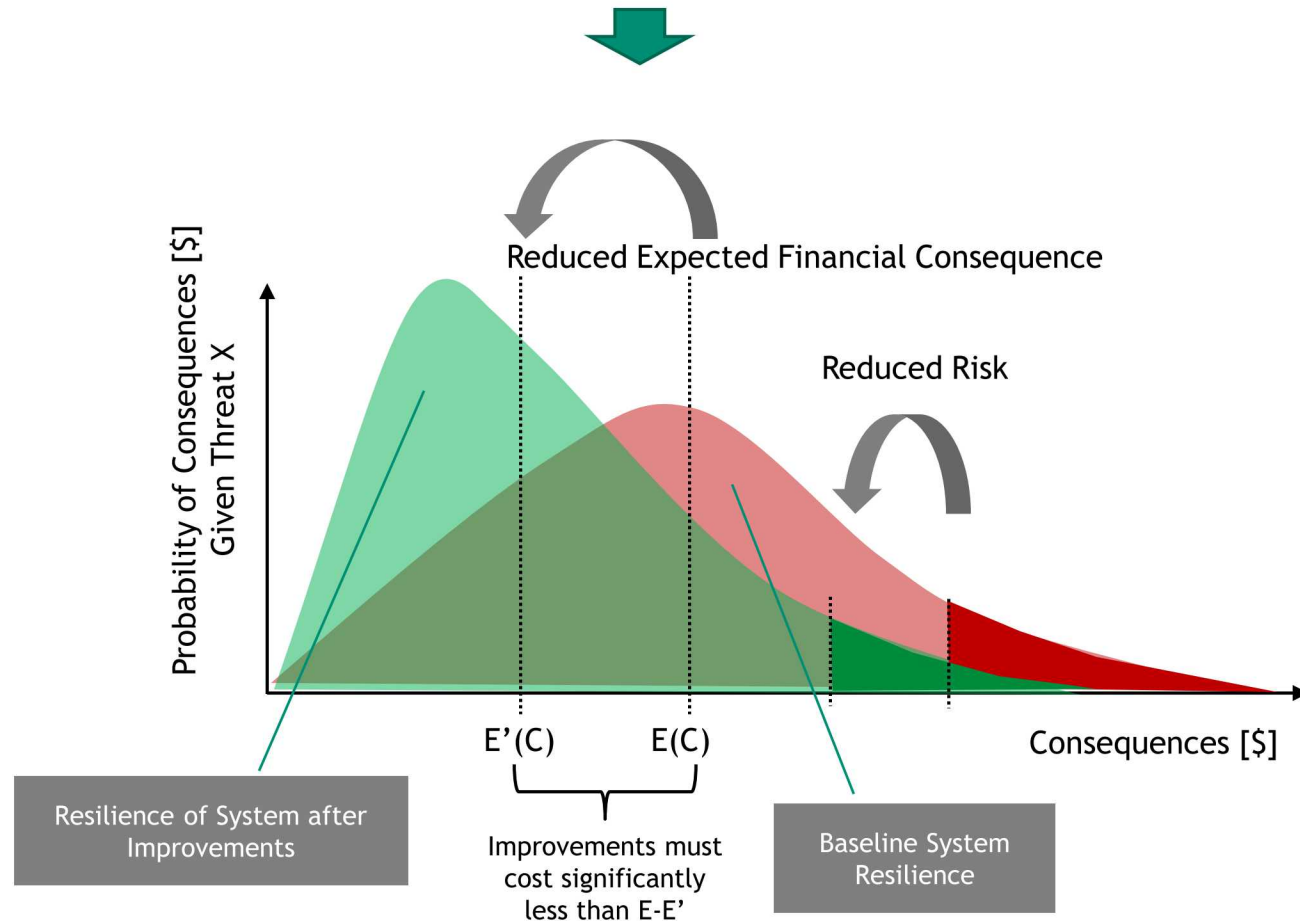 Reduced Expected Financial Consequence
Probability of Consequences [$]
Given Threat X
Reduced Risk
E’(C)
E(C)
Consequences [$]
Resilience of System after
Improvements
Improvements must
cost significantly
less than E-E’
Baseline System
Resilience